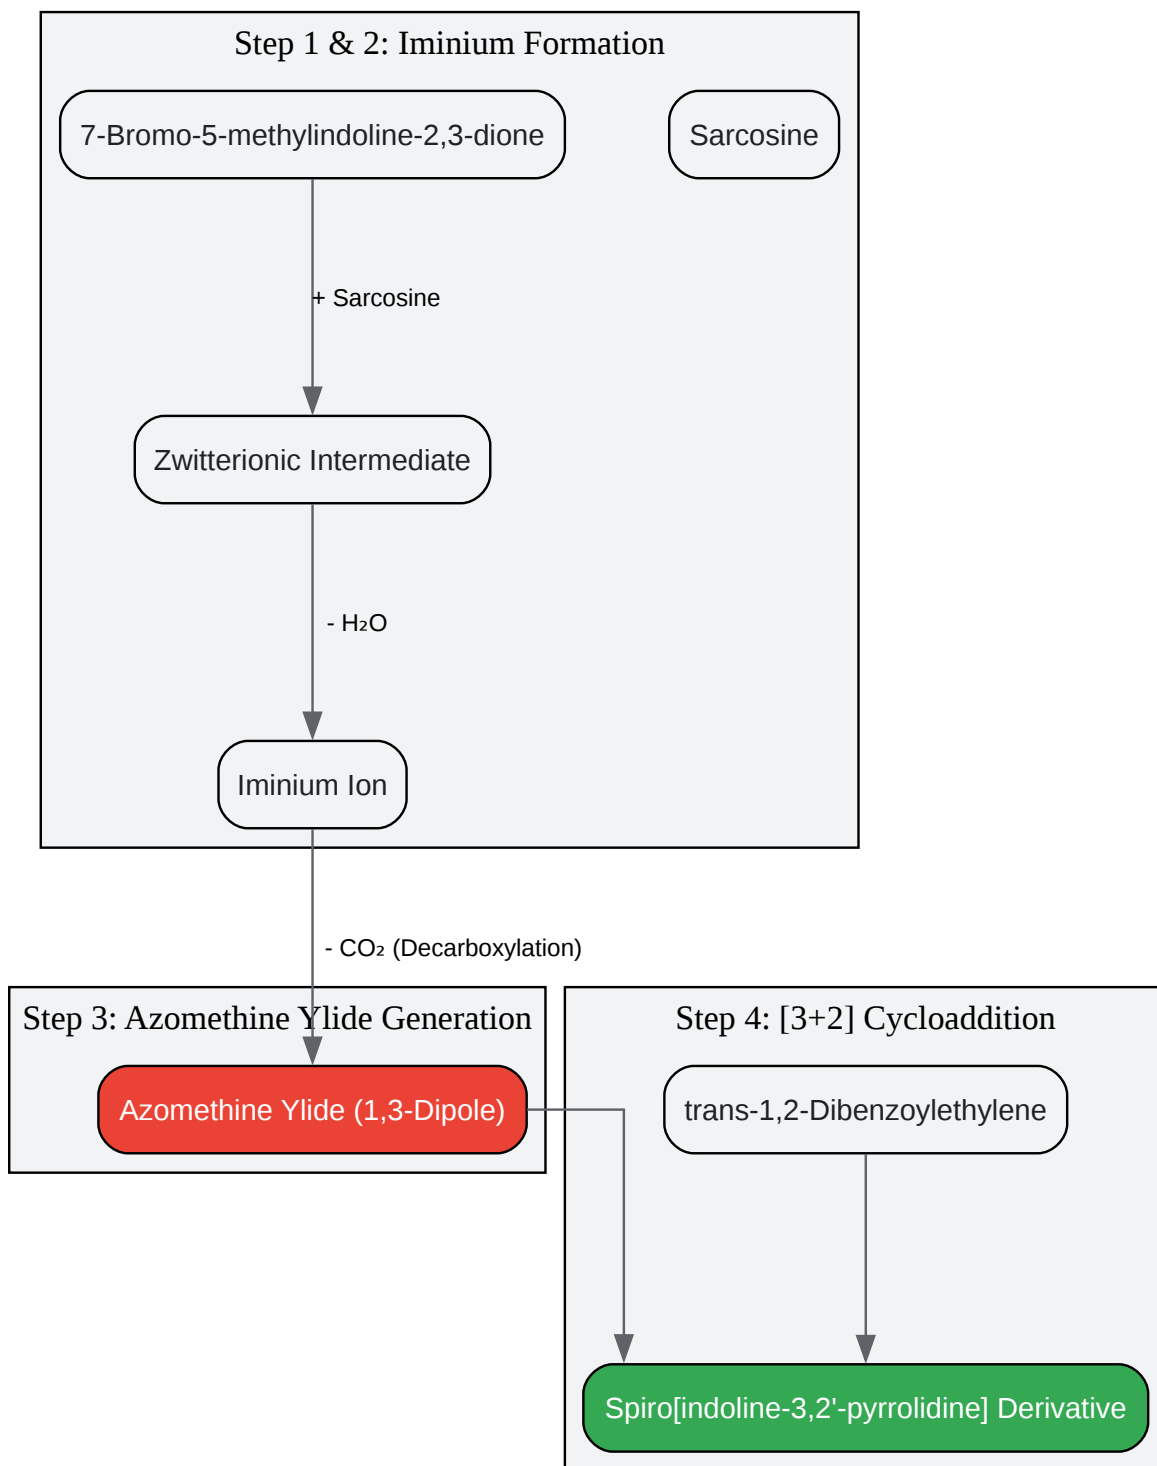 Step 1 & 2: Iminium Formation
7-Bromo-5-methylindoline-2,3-dione
Sarcosine
+ Sarcosine
Zwitterionic Intermediate
- H₂O
Iminium Ion
- CO₂ (Decarboxylation)
Step 3: Azomethine Ylide Generation
Step 4: [3+2] Cycloaddition
Azomethine Ylide (1,3-Dipole)
trans-1,2-Dibenzoylethylene
Spiro[indoline-3,2'-pyrrolidine] Derivative